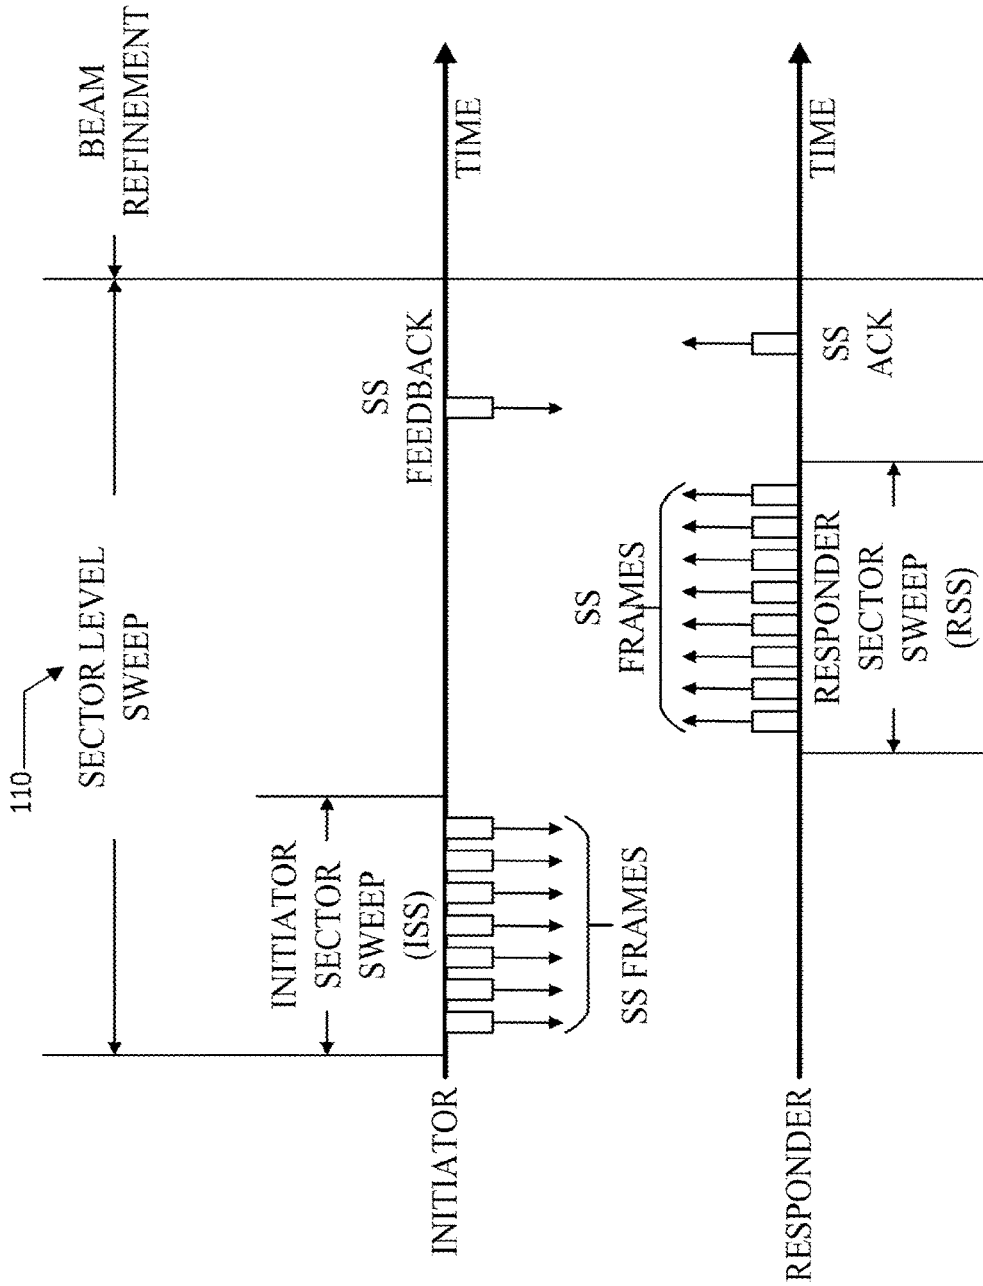 110
SECTOR LEVEL
SWEEP
BEAM
REFINEMENT
INITIATOR
SECTOR
SWEEP
(ISS)
SS
FEEDBACK
INITIATOR
TIME
SS FRAMES
SS
FRAMES
RESPONDER
TIME
RESPONDER
SECTOR
SWEEP
(RSS)
SS
ACK